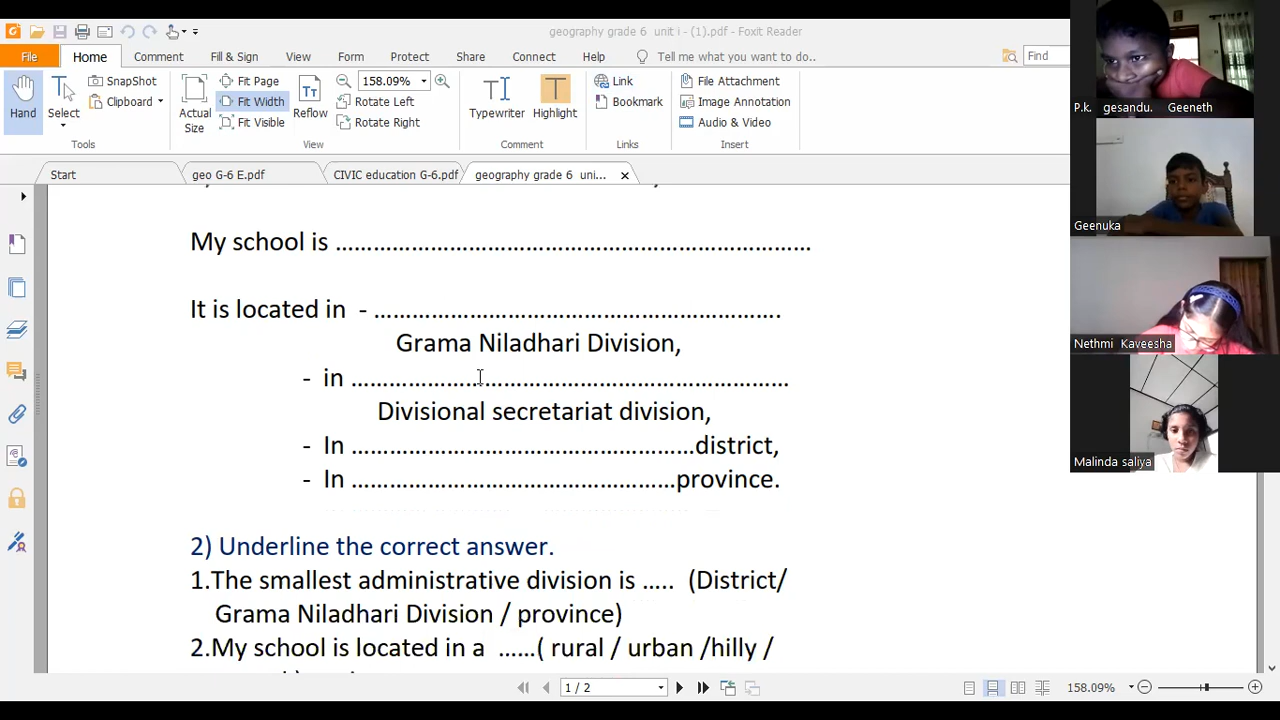 geography grade 6 unit i - (1).pdf - Foxit Reader
File Home Comment Fill & Sign View Form Protect Share Connect Help Tell me what you want to do.. Find
Hand
Select
SnapShot
Clipboard
Tools
Actual Size
Fit Page
Fit Width
Fit Visible
Reflow
158.09%
Rotate Left
Rotate Right
View
Typewriter
Highlight
Comment
Link
Bookmark
Links
File Attachment
Image Annotation
Audio & Video
Insert
Start geo G-6 E.pdf CIVIC education G-6.pdf geography grade 6 uni...
My school is ……………………………………………………
It is located in - …………………………………………….
Grama Niladhari Division,
- in ………………………………………………
Divisional secretariat division,
- In ……………………………………district,
- In …………………………………province.
2) Underline the correct answer.
1.The smallest administrative division is ….. (District/
Grama Niladhari Division / province)
2.My school is located in a ……( rural / urban /hilly /
1 / 2
158.09%
P.k. gesandu. Geeneth
Geenuka
Nethmi Kaveesha
Malinda saliya